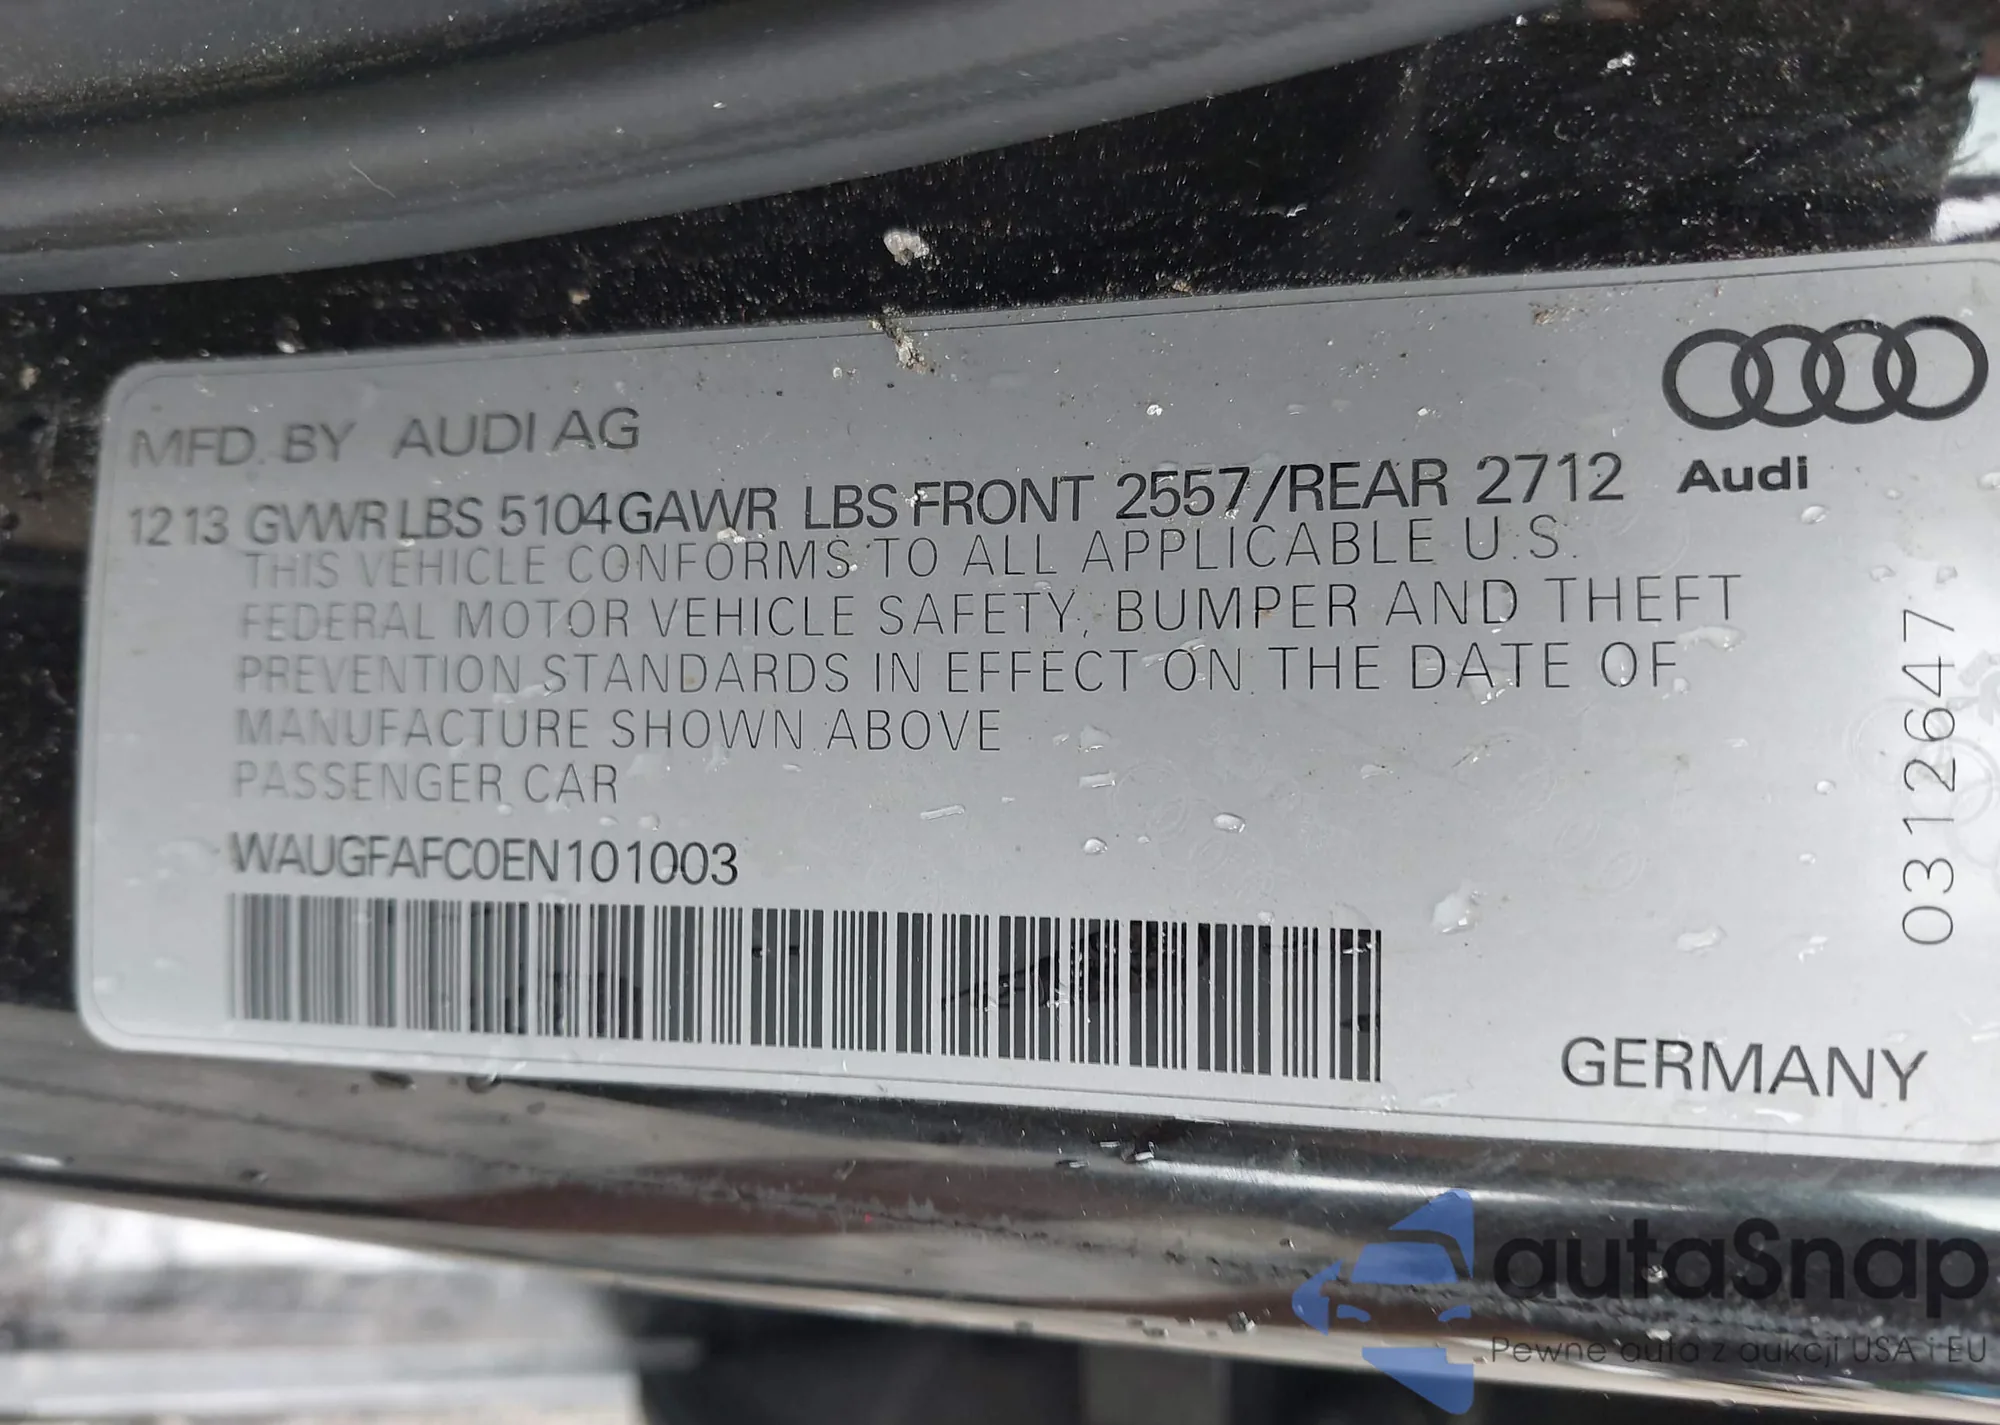 MFD. BY AUDI AG
12 13 GVWR LBS 5104 GAWR LBS FRONT 2557/REAR 2712
Audi
THIS VEHICLE CONFORMS TO ALL APPLICABLE U.S.
FEDERAL MOTOR VEHICLE SAFETY, BUMPER AND THEFT
PREVENTION STANDARDS IN EFFECT ON THE DATE OF
MANUFACTURE SHOWN ABOVE
PASSENGER CAR
WAUGFAFC0EN101003
0312647
GERMANY
autaSnap
Pewne auta z aukcji USA i EU